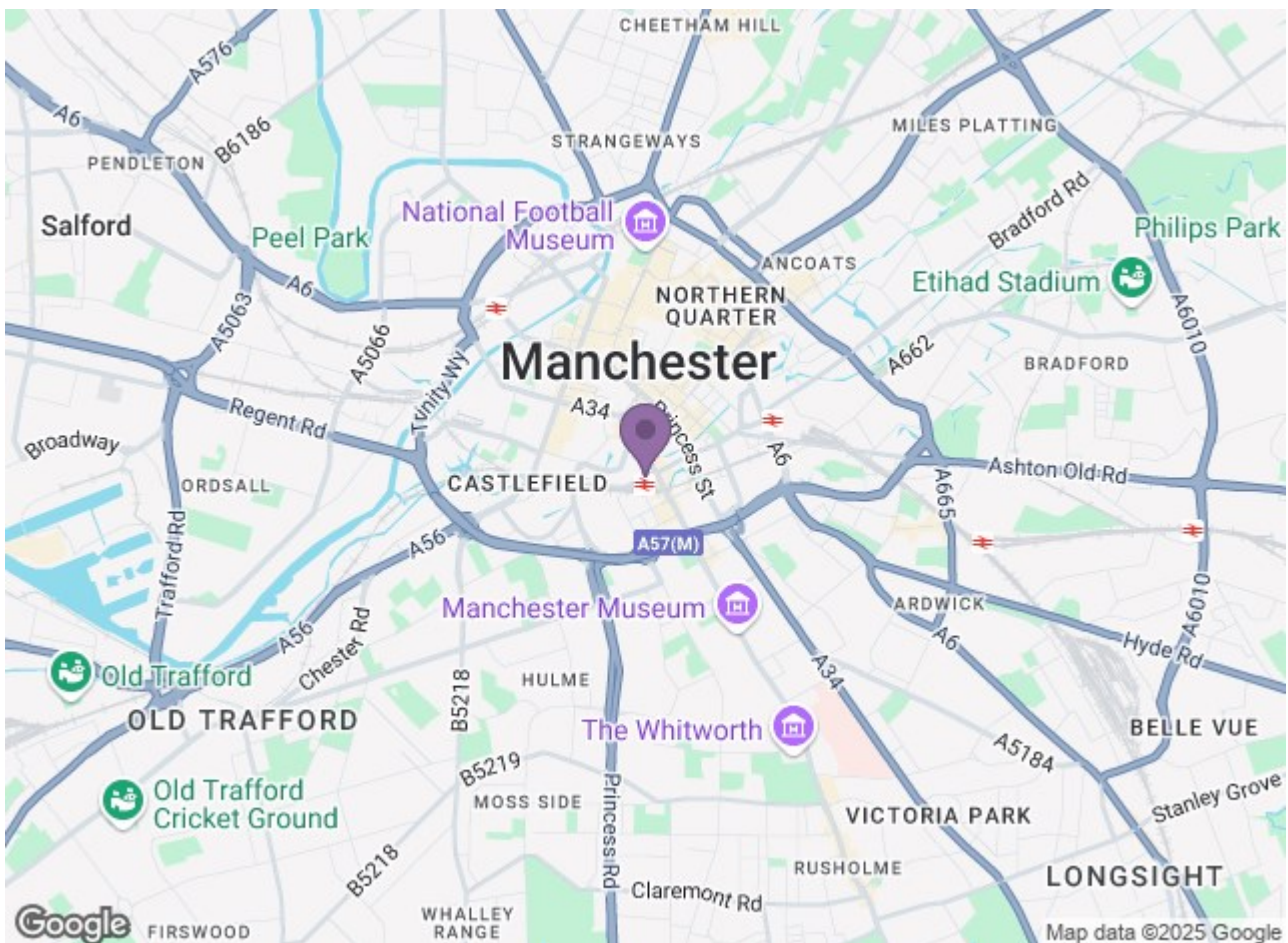 CHEETHAM HILL
A576
A6
B6186
STRANGEWAYS
MILES PLATTING
PENDLETON
Bradford Rd
National Football
Museum
Salford
Peel Park
Philips Park
ANCOATS
Etihad Stadium
A6
NORTHERN
QUARTER
A5063
A5066
A6010
Trinity Wy
Manchester
A662
BRADFORD
A34
Princess St
Regent Rd
Broadway
A6
Ashton Old Rd
ORDSALL
CASTLEFIELD
A665
Trafford Rd
A56
A57(M)
Manchester Museum
ARDWICK
A6010
A56
Chester Rd
A6
Hyde Rd
Old Trafford
HULME
A34
B5218
OLD TRAFFORD
The Whitworth
BELLE VUE
A5184
B5219
Old Trafford
Cricket Ground
MOSS SIDE
Princess Rd
Stanley Grove
VICTORIA PARK
B5218
RUSHOLME
Claremont Rd
LONGSIGHT
WHALLEY
RANGE
Google
FIRSWOOD
Map data ©2025 Google